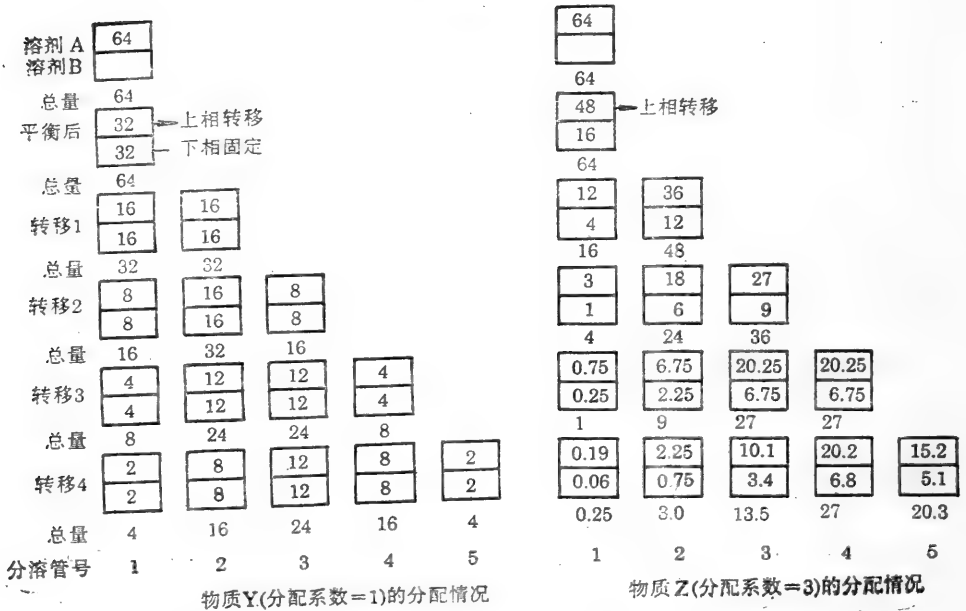 溶剂A 64 64
溶剂B
总量 64 64
平衡后 32 上相转移 48 上相转移
32 下相固定 16
总量 64 64
16 16 12 36
转移1
16 16 4 12
总量 32 32 16 48
8 16 8 3 18 27
转移2
8 16 8 1 6 9
总量 16 32 16 4 24 36
4 12 12 4 0.75 6.75 20.25 20.25
转移3
4 12 12 4 0.25 2.25 6.75 6.75
总量 8 24 24 8 1 9 27 27
2 8 12 8 2 0.19 2.25 10.1 20.2 15.2
转移4
2 8 12 8 2 0.06 0.75 3.4 6.8 5.1
总量 4 16 24 16 4 0.25 3.0 13.5 27 20.3
分溶管号 1 2 3 4 5 1 2 3 4 5
物质Y(分配系数=1)的分配情况 物质Z(分配系数=3)的分配情况